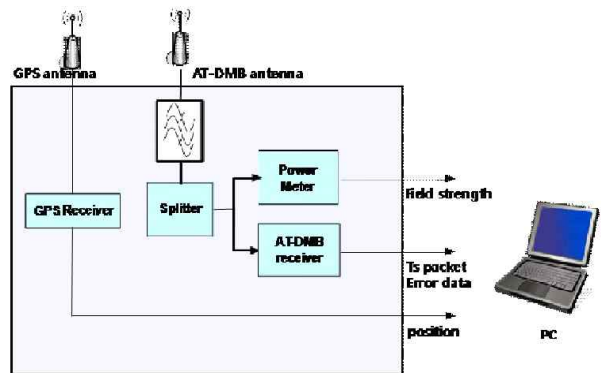 GPS antenna
AT-DMB antenna
Power
Meter
Field strength
GPS Receiver
Splitter
AT-DMB
receiver
Ts packet
Error data
position
PC